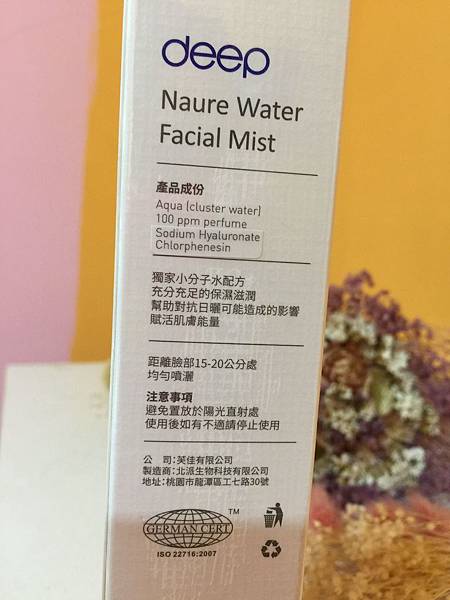 deep
Naure Water
Facial Mist
產品成份
Aqua (cluster water)
100 ppm perfume
Sodium Hyaluronate
Chlorphenesin
獨家小分子水配方
充分充足的保濕滋潤
幫助對抗日曬可能造成的影響
賦活肌膚能量
距離臉部15-20公分處
均勻噴灑
注意事項
避免置放於陽光直射處
使用後如有不適請停止使用
公 司：芙佳有限公司
製造商：北派生物科技有限公司
地址：桃園市龍潭區工七路30號
GERMAN CERT
TM
ISO 22716:2007